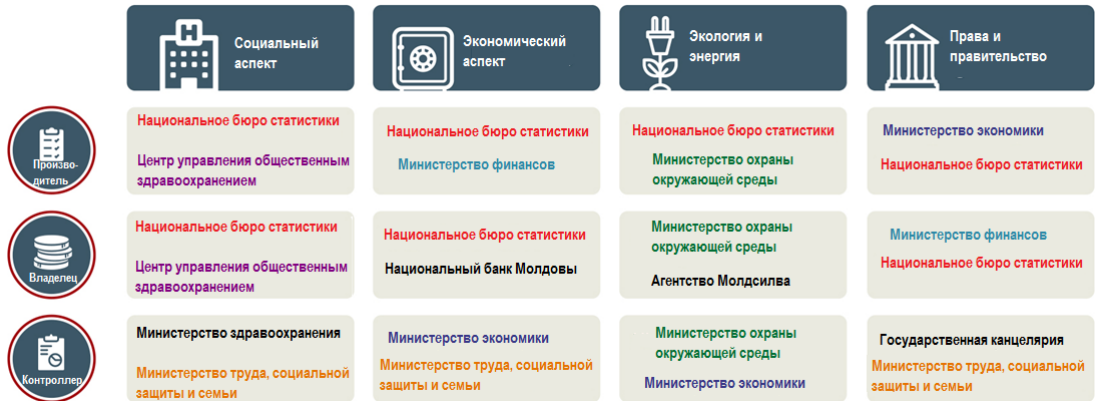 Социальный
аспект
Экономический
аспект
Экология и
энергия
Права и
правительство
Произво-
дитель
Национальное бюро статистики
Центр управления общественным
здравоохранением
Национальное бюро статистики
Министерство финансов
Национальное бюро статистики
Министерство охраны
окружающей среды
Министерство экономики
Национальное бюро статистики
Владелец
Национальное бюро статистики
Центр управления общественным
здравоохранением
Национальное бюро статистики
Национальный банк Молдовы
Министерство охраны
окружающей среды
Агентство Молдсилва
Министерство финансов
Национальное бюро статистики
Контроллер
Министерство здравоохранения
Министерство труда, социальной
защиты и семьи
Министерство экономики
Министерство труда, социальной
защиты и семьи
Министерство охраны
окружающей среды
Министерство экономики
Государственная канцелярия
Министерство труда, социальной
защиты и семьи